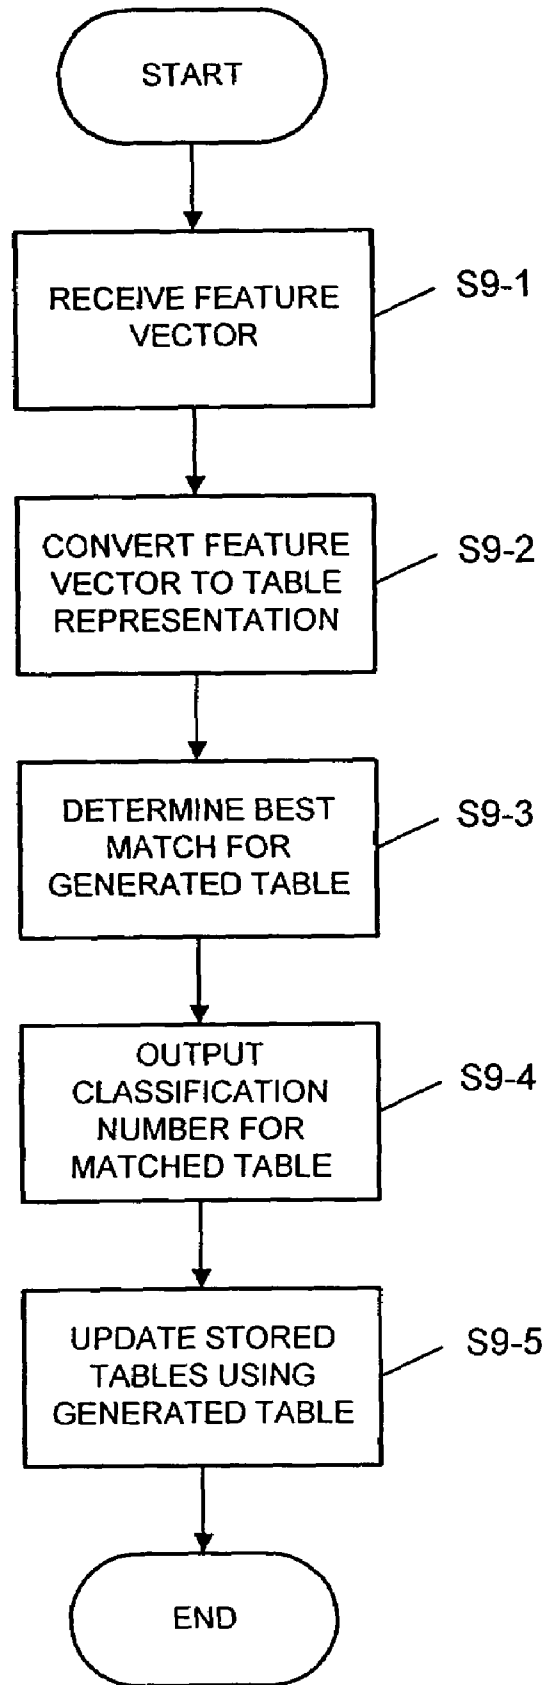 START
RECEIVE FEATURE
VECTOR
S9-1
CONVERT FEATURE
VECTOR TO TABLE
REPRESENTATION
S9-2
DETERMINE BEST
MATCH FOR
GENERATED TABLE
S9-3
OUTPUT
CLASSIFICATION
NUMBER FOR
MATCHED TABLE
S9-4
UPDATE STORED
TABLES USING
GENERATED TABLE
S9-5
END